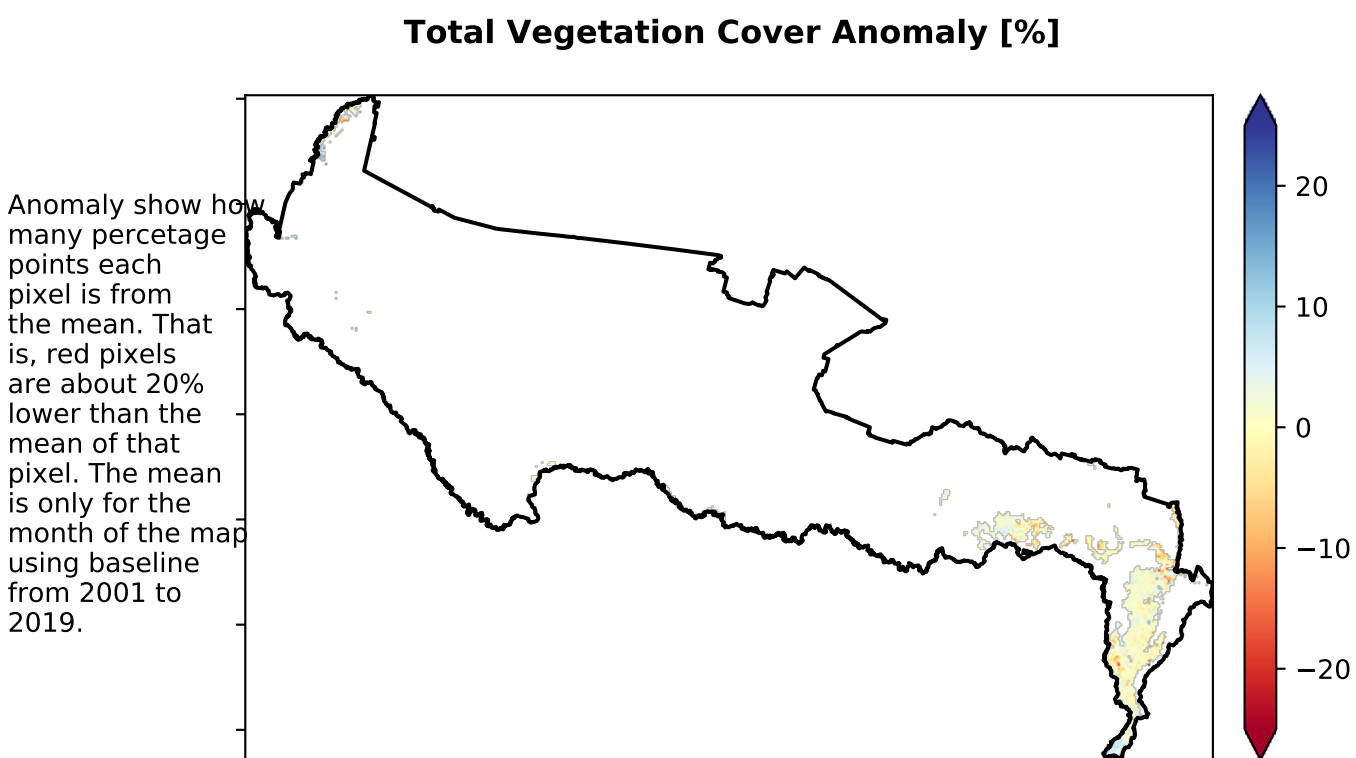 Total Vegetation Cover Anomaly [%]
Anomaly show how
many percetage
points each
pixel is from
the mean. That
is, red pixels
are about 20%
lower than the
mean of that
pixel. The mean
is only for the
month of the map
using baseline
from 2001 to
2019.
20
10
0
−10
−20